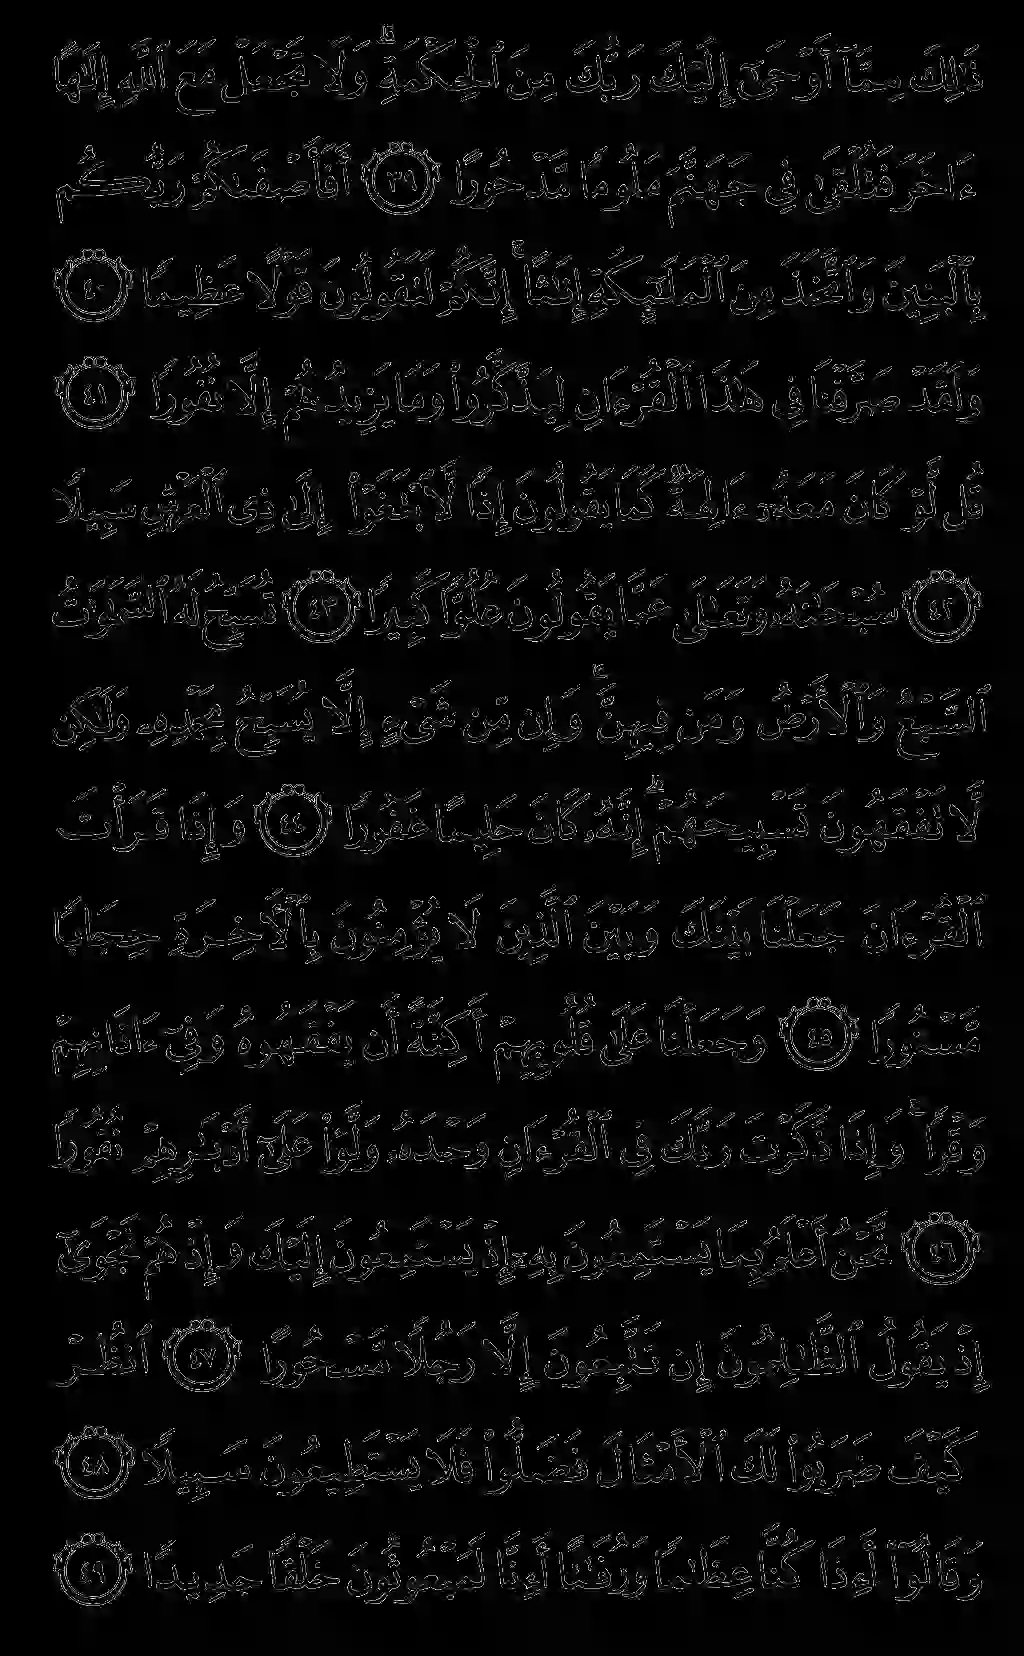 ذَٰلِكَ مِمَّآ أَوۡحَىٰٓ إِلَيۡكَ رَبُّكَ مِنَ ٱلۡحِكۡمَةِۗ وَلَا تَجۡعَلۡ مَعَ ٱللَّهِ إِلَٰهًا
ءَاخَرَ فَتُلۡقَىٰ فِي جَهَنَّمَ مَلُومٗا مَّدۡحُورًا ٣٩ أَفَأَصۡفَىٰكُمۡ رَبُّكُم
بِٱلۡبَنِينَ وَٱتَّخَذَ مِنَ ٱلۡمَلَٰٓئِكَةِ إِنَٰثًاۚ إِنَّكُمۡ لَتَقُولُونَ قَوۡلًا عَظِيمٗا ٤٠
وَلَقَدۡ صَرَّفۡنَا فِي هَٰذَا ٱلۡقُرۡءَانِ لِيَذَّكَّرُواْ وَمَا يَزِيدُهُمۡ إِلَّا نُفُورٗا ٤١
قُل لَّوۡ كَانَ مَعَهُۥٓ ءَالِهَةٞ كَمَا يَقُولُونَ إِذٗا لَّٱبۡتَغَوۡاْ إِلَىٰ ذِي ٱلۡعَرۡشِ سَبِيلٗا
٤٢ سُبۡحَٰنَهُۥ وَتَعَٰلَىٰ عَمَّا يَقُولُونَ عُلُوّٗا كَبِيرٗا ٤٣ تُسَبِّحُ لَهُ ٱلسَّمَٰوَٰتُ
ٱلسَّبۡعُ وَٱلۡأَرۡضُ وَمَن فِيهِنَّۚ وَإِن مِّن شَيۡءٍ إِلَّا يُسَبِّحُ بِحَمۡدِهِۦ وَلَٰكِن
لَّا تَفۡقَهُونَ تَسۡبِيحَهُمۡۗ إِنَّهُۥ كَانَ حَلِيمًا غَفُورٗا ٤٤ وَإِذَا قَرَأۡتَ
ٱلۡقُرۡءَانَ جَعَلۡنَا بَيۡنَكَ وَبَيۡنَ ٱلَّذِينَ لَا يُؤۡمِنُونَ بِٱلۡأٓخِرَةِ حِجَابٗا
مَّسۡتُورٗا ٤٥ وَجَعَلۡنَا عَلَىٰ قُلُوبِهِمۡ أَكِنَّةً أَن يَفۡقَهُوهُ وَفِيٓ ءَاذَانِهِمۡ
وَقۡرٗاۚ وَإِذَا ذَكَرۡتَ رَبَّكَ فِي ٱلۡقُرۡءَانِ وَحۡدَهُۥ وَلَّوۡاْ عَلَىٰٓ أَدۡبَٰرِهِمۡ نُفُورٗا
٤٦ نَّحۡنُ أَعۡلَمُ بِمَا يَسۡتَمِعُونَ بِهِۦٓ إِذۡ يَسۡتَمِعُونَ إِلَيۡكَ وَإِذۡ هُمۡ نَجۡوَىٰٓ
إِذۡ يَقُولُ ٱلظَّٰلِمُونَ إِن تَتَّبِعُونَ إِلَّا رَجُلٗا مَّسۡحُورًا ٤٧ ٱنظُرۡ
كَيۡفَ ضَرَبُواْ لَكَ ٱلۡأَمۡثَالَ فَضَلُّواْ فَلَا يَسۡتَطِيعُونَ سَبِيلٗا ٤٨
وَقَالُوٓاْ أَءِذَا كُنَّا عِظَٰمٗا وَرُفَٰتًا أَءِنَّا لَمَبۡعُوثُونَ خَلۡقٗا جَدِيدٗا ٤٩